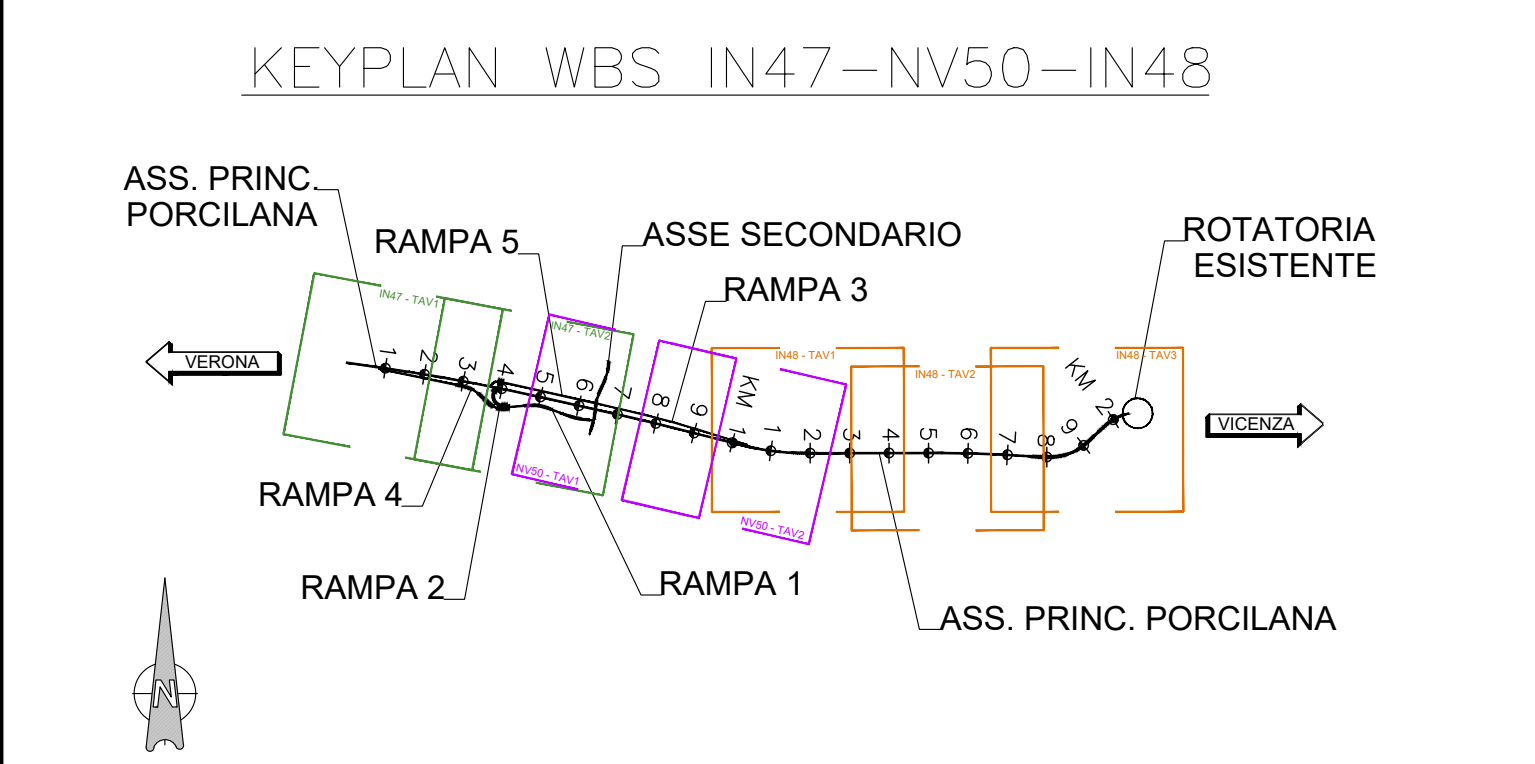 KEYPLAN WBS IN47-NV50-IN48
ASS. PRINC.
PORCILANA
RAMPA 5
ASSE SECONDARIO
RAMPA 3
ROTATORIA
ESISTENTE
IN47 - TAV1
IN47 - TAV2
IN48 - TAV1
IN48 - TAV2
IN48 - TAV3
VERONA
VICENZA
1
2
3
4
5
6
7
8
9
KM 1
1
2
3
4
5
6
7
8
9
KM 2
NV50 - TAV1
NV50 - TAV2
RAMPA 4
RAMPA 2
RAMPA 1
ASS. PRINC. PORCILANA
N